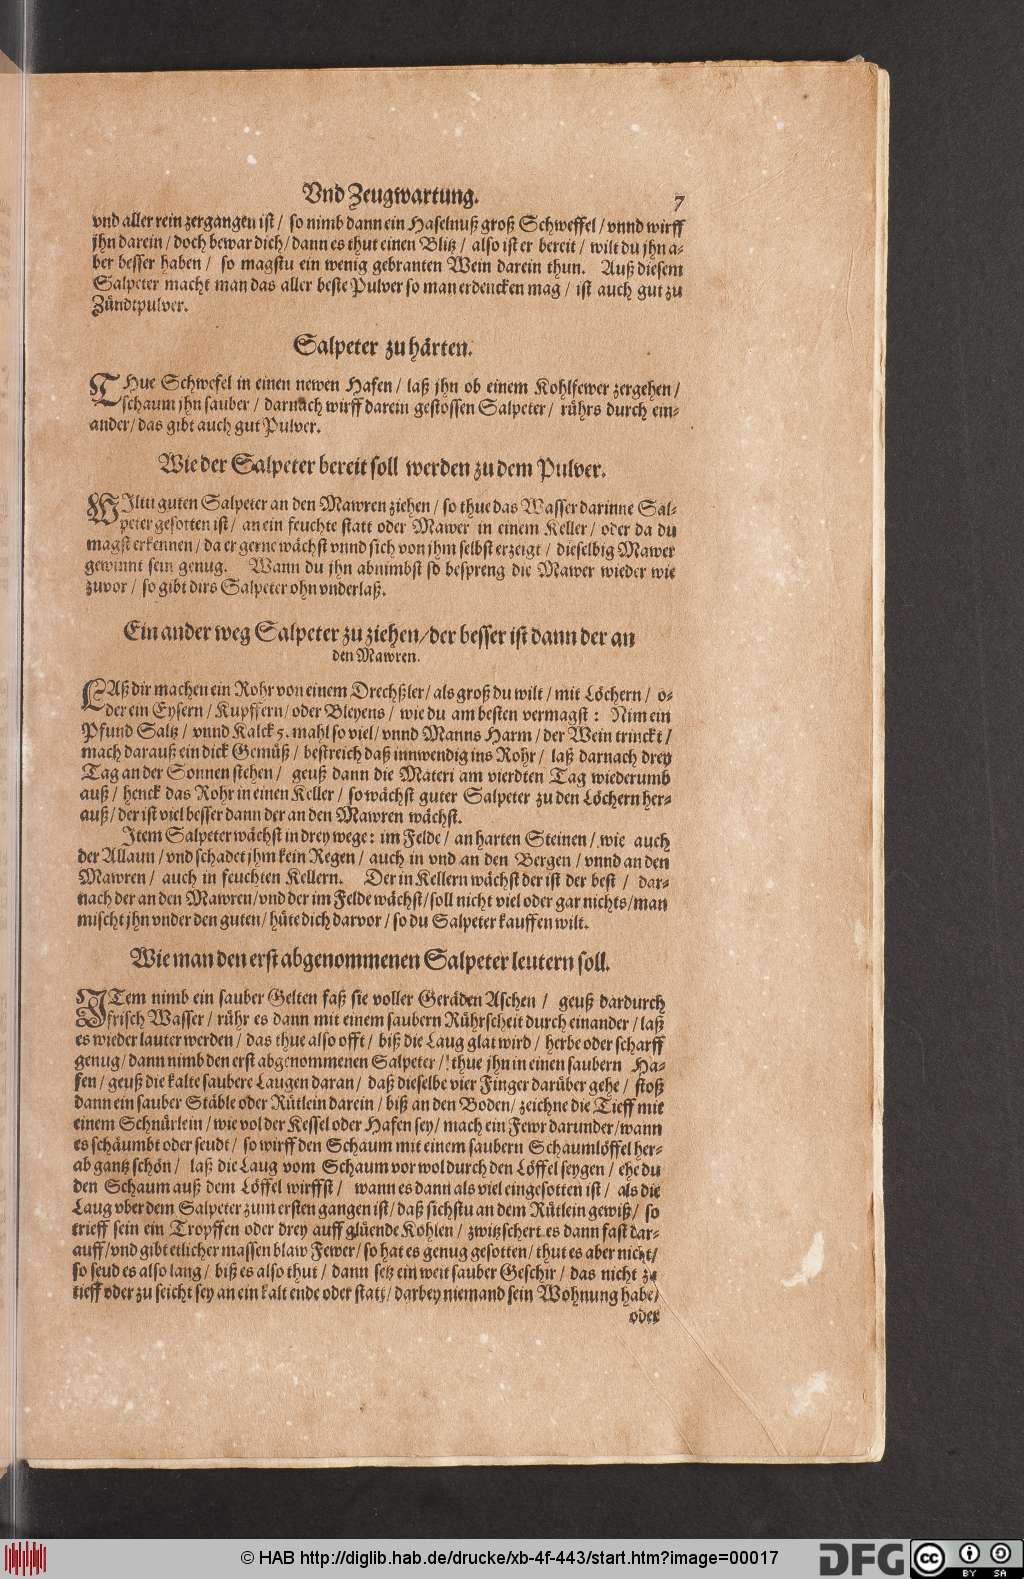 Vnd Zeugwartung. 7
vnd aller rein zergangen ist / so nimb dann ein Haselnuß groß Schweffel / vnnd wirff
jhn darein / doch bewar dich / dann es thut einen Blitz / also ist er bereit / wilt du jhn a-
ber besser haben / so magstu ein wenig gebranten Wein darein thun. Auß diesem
Salpeter macht man das aller beste Pulver so man erdencken mag / ist auch gut zu
Zündtpulver.
Salpeter zu härten.
THue Schwefel in einen newen Hafen / laß jhn ob einem Kohlfewer zergehen /
schaum jhn sauber / darnach wirff darein gestossen Salpeter / rührs durch ein-
ander / das gibt auch gut Pulver.
Wie der Salpeter bereit soll werden zu dem Pulver.
WIltu guten Salpeter an den Mawren ziehen / so thue das Wasser darinne Sal-
peter gesotten ist / an ein feuchte statt oder Mawer in einem Keller / oder da du
magst erkennen / da er gerne wächst vnnd sich von jhm selbst erzeigt / dieselbig Mawer
gewinnt sein genug. Wann du jhn abnimbst so bespreng die Mawer wieder wie
zuvor / so gibt dirs Salpeter ohn vnderlaß.
Ein ander weg Salpeter zu ziehen / der besser ist dann der an
den Mawren.
LAß dir machen ein Rohr von einem Drechßler / als groß du wilt / mit Löchern / o-
der ein Eysern / Kupffern / oder Bleyens / wie du am besten vermagst : Nim ein
Pfund Saltz / vnnd Kalck 5. mahl so viel / vnnd Manns Harm / der Wein trinckt /
mach darauß ein dick Gemüß / bestreich daß innwendig ins Rohr / laß darnach drey
Tag an der Sonnen stehen / geuß dann die Materi am vierdten Tag wiederumb
auß / henck das Rohr in einen Keller / so wächst guter Salpeter zu den Löchern her-
auß / der ist viel besser dann der an den Mawren wächst.
Item Salpeter wächst in drey wege : im Felde / an harten Steinen / wie auch
der Allaun / vnd schadet jhm kein Regen / auch in vnd an den Bergen / vnnd an den
Mawren / auch in feuchten Kellern. Der in Kellern wächst der ist der best / dar-
nach der an den Mawren / vnd der im Felde wächst / soll nicht viel oder gar nichts / man
mischt jhn vnder den guten / hüte dich darvor / so du Salpeter kauffen wilt.
Wie man den erst abgenommenen Salpeter leutern soll.
ITem nimb ein sauber Gelten faß sie voller Geräden Aschen / geuß dardurch
frisch Wasser / rühr es dann mit einem saubern Rührscheit durch einander / laß
es wieder lauter werden / das thue also offt / biß die Laug glat wird / herbe oder scharff
genug / dann nimb den erst abgenommenen Salpeter / thue jhn in einen saubern Ha-
fen / geuß die kalte saubere Laugen daran / daß dieselbe vier Finger darüber gehe / stoß
dann ein sauber Stäble oder Rütlein darein / biß an den Boden / zeichne die Tieff mit
einem Schnürlein / wie vol der Kessel oder Hafen sey / mach ein Fewr darunder / wann
es schäumbt oder seudt / so wirff den Schaum mit einem saubern Schaumlöffel her-
ab gantz schön / laß die Laug vom Schaum vor wol durch den Löffel seygen / ehe du
den Schaum auß dem Löffel wirffst / wann es dann als viel eingesotten ist / als die
Laug vber dem Salpeter zum ersten gangen ist / daß sichstu an dem Rütlein gewiß / so
trieff sein ein Tropffen oder drey auff glüende Kohlen / zwitzschert es dann fast dar-
auff / vnd gibt etlicher massen blaw Fewer / so hat es genug gesotten / thut es aber nicht /
so seud es also lang / biß es also thut / dann setz ein weit sauber Geschir / das nicht zu
tieff oder zu seicht sey an ein kalt ende oder statt / darbey niemand sein Wohnung habe /
oder
© HAB http://diglib.hab.de/drucke/xb-4f-443/start.htm?image=00017
DFG
cc
BY SA